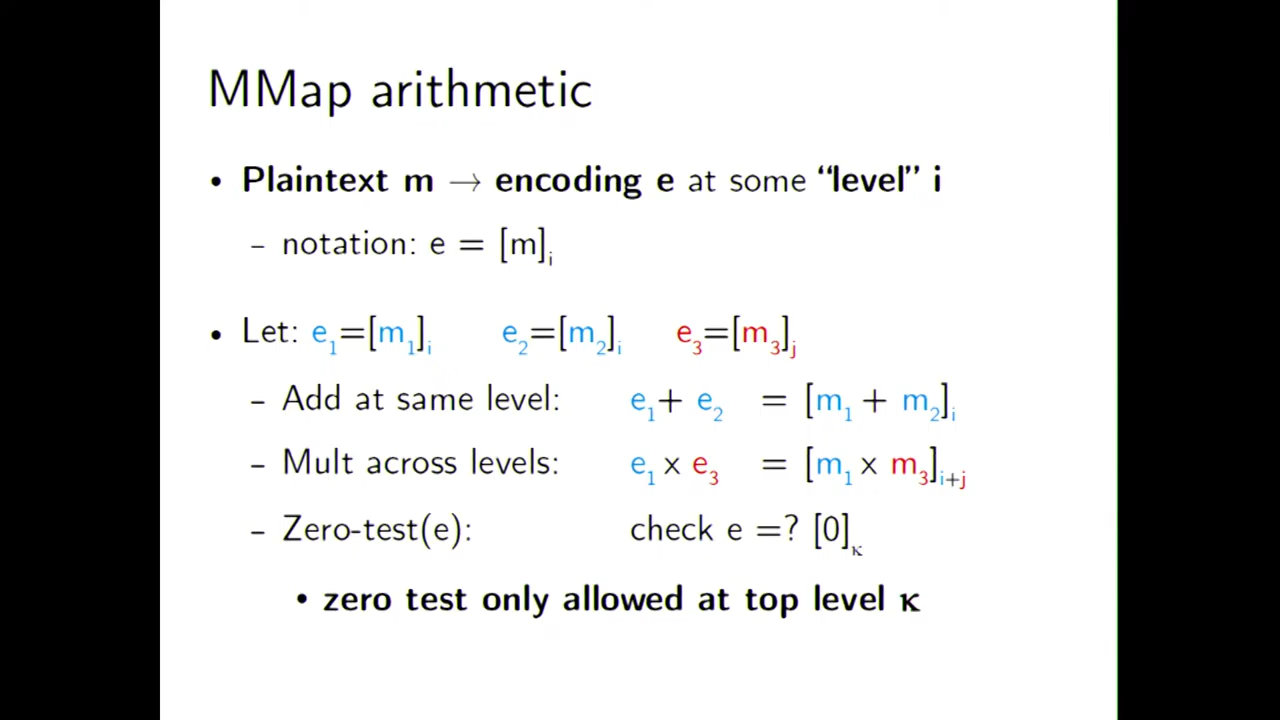 MMap arithmetic
• Plaintext m → encoding e at some “level” i
– notation: e = [m]ᵢ
• Let: e₁=[m₁]ᵢ e₂=[m₂]ᵢ e₃=[m₃]ⱼ
– Add at same level: e₁+ e₂ = [m₁ + m₂]ᵢ
– Mult across levels: e₁ x e₃ = [m₁ x m₃]ᵢ₊ⱼ
– Zero-test(e): check e =? [0]κ
• zero test only allowed at top level κ